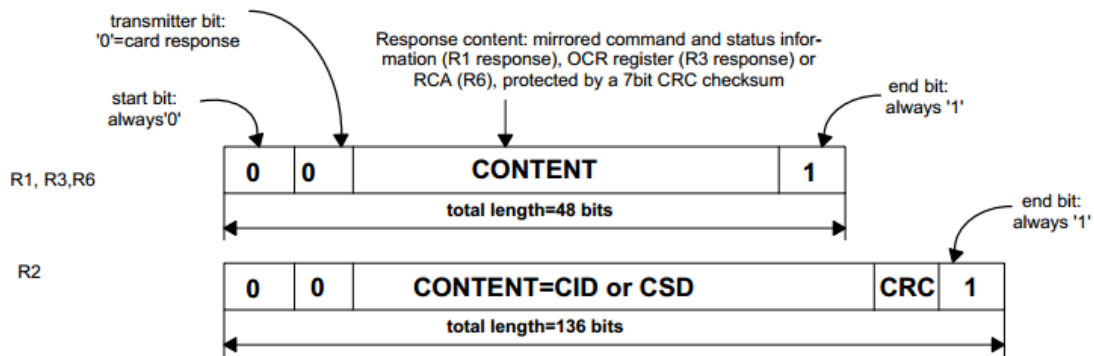 transmitter bit:
'0'=card response
Response content: mirrored command and status infor-
mation (R1 response), OCR register (R3 response) or
RCA (R6), protected by a 7bit CRC checksum
start bit:
always'0'
end bit:
always '1'
R1, R3,R6
0 0 CONTENT 1
total length=48 bits
end bit:
always '1'
R2
0 0 CONTENT=CID or CSD CRC 1
total length=136 bits